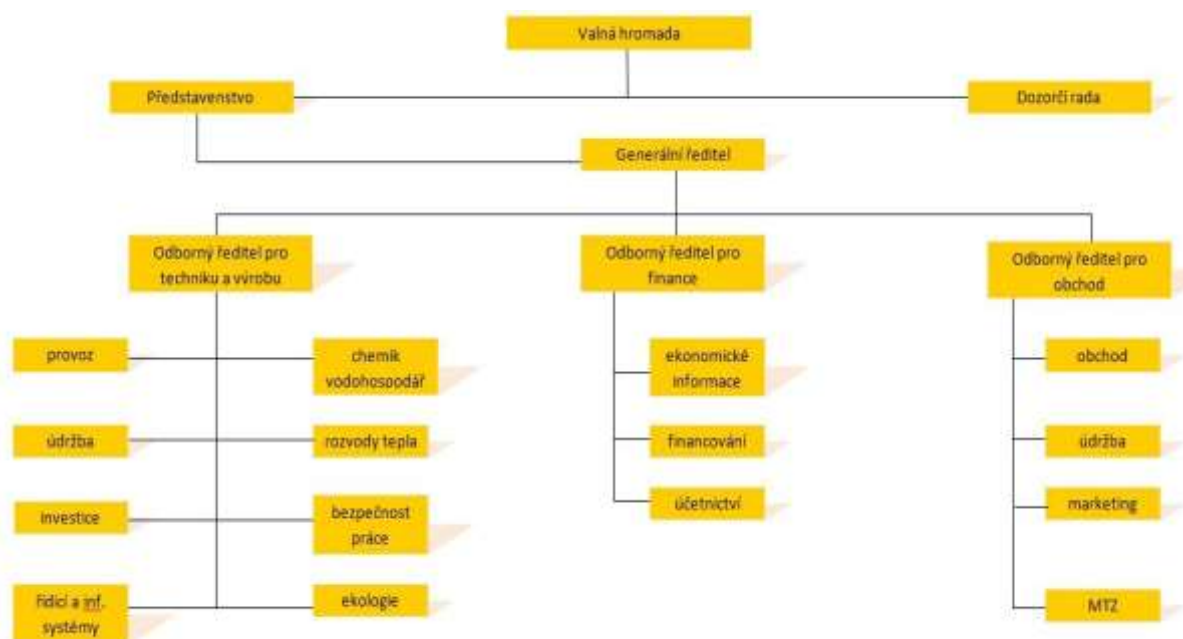 Valná hromada
Představenstvo
Dozorčí rada
Generální ředitel
Odborný ředitel pro
techniku a výrobu
Odborný ředitel pro
finance
Odborný ředitel pro
obchod
provoz
chemik
vodohospodář
ekonomické
informace
obchod
údržba
rozvody tepla
financování
údržba
investice
bezpečnost
práce
účetnictví
marketing
řídicí a inf.
systémy
ekologie
MTZ